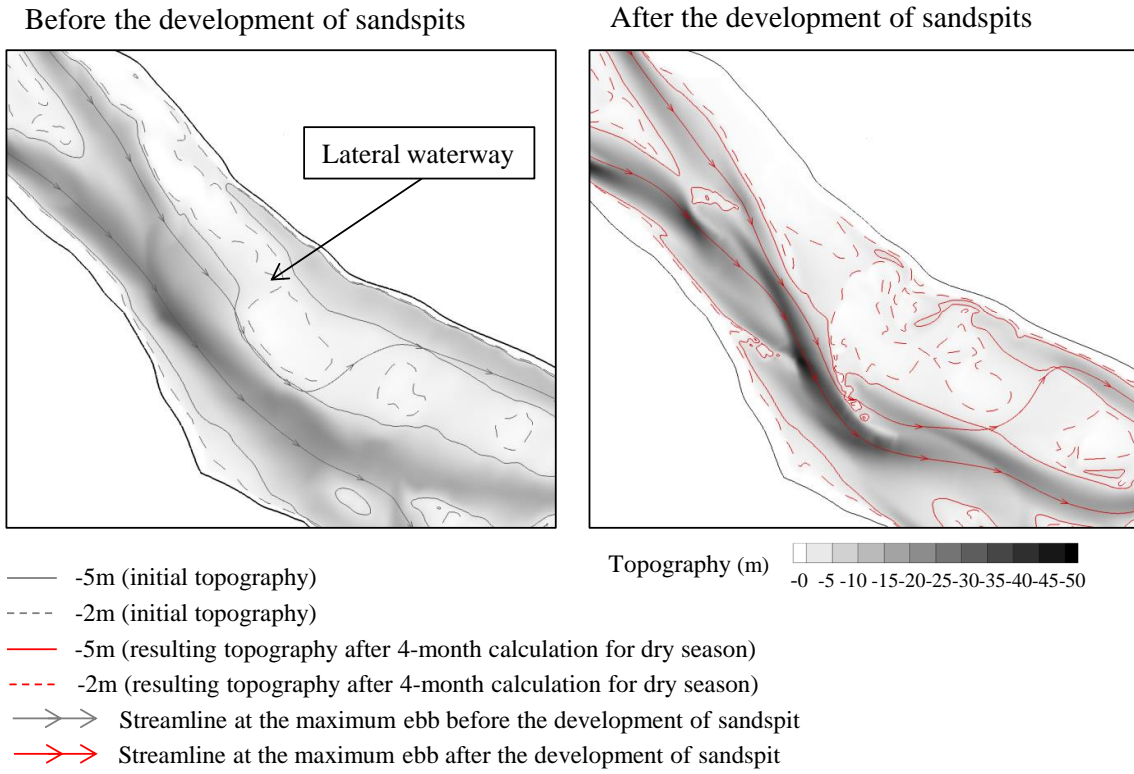 Before the development of sandspits
After the development of sandspits
Lateral waterway
Topography (m)
-0 -5 -10 -15-20-25-30-35-40-45-50
-5m (initial topography)
-2m (initial topography)
-5m (resulting topography after 4-month calculation for dry season)
-2m (resulting topography after 4-month calculation for dry season)
Streamline at the maximum ebb before the development of sandspit
Streamline at the maximum ebb after the development of sandspit